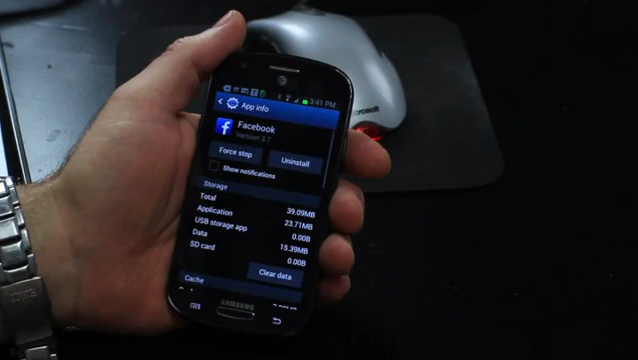 3:41 PM
App info
Facebook
Version 3.7
Force stop
Uninstall
Show notifications
Storage
Total
39.09MB
Application
23.71MB
USB storage app
0.00B
Data
15.39MB
SD card
0.00B
Clear data
Cache
SAMSUNG
Microsoft